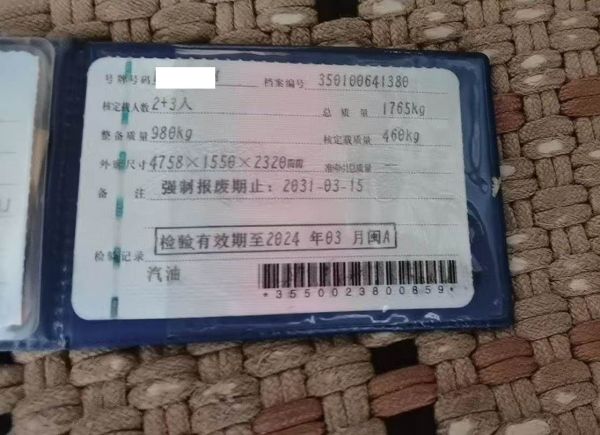 号牌号码 档案编号 350100641380
核定载人数 2+3人 总质量 1765kg
整备质量 980kg 核定载质量 460kg
外廓尺寸 4758×1550×2320mm 准牵引总质量
备注 强制报废期止：2031-03-15
检验有效期至2024 年03 月闽A
检验记录
汽油
*3550023800859*